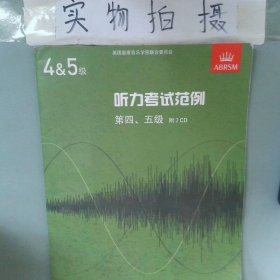 实物拍摄
英国皇家音乐学院联合委员会
4&5级
ABRSM
听力考试范例
第四、五级 附2CD